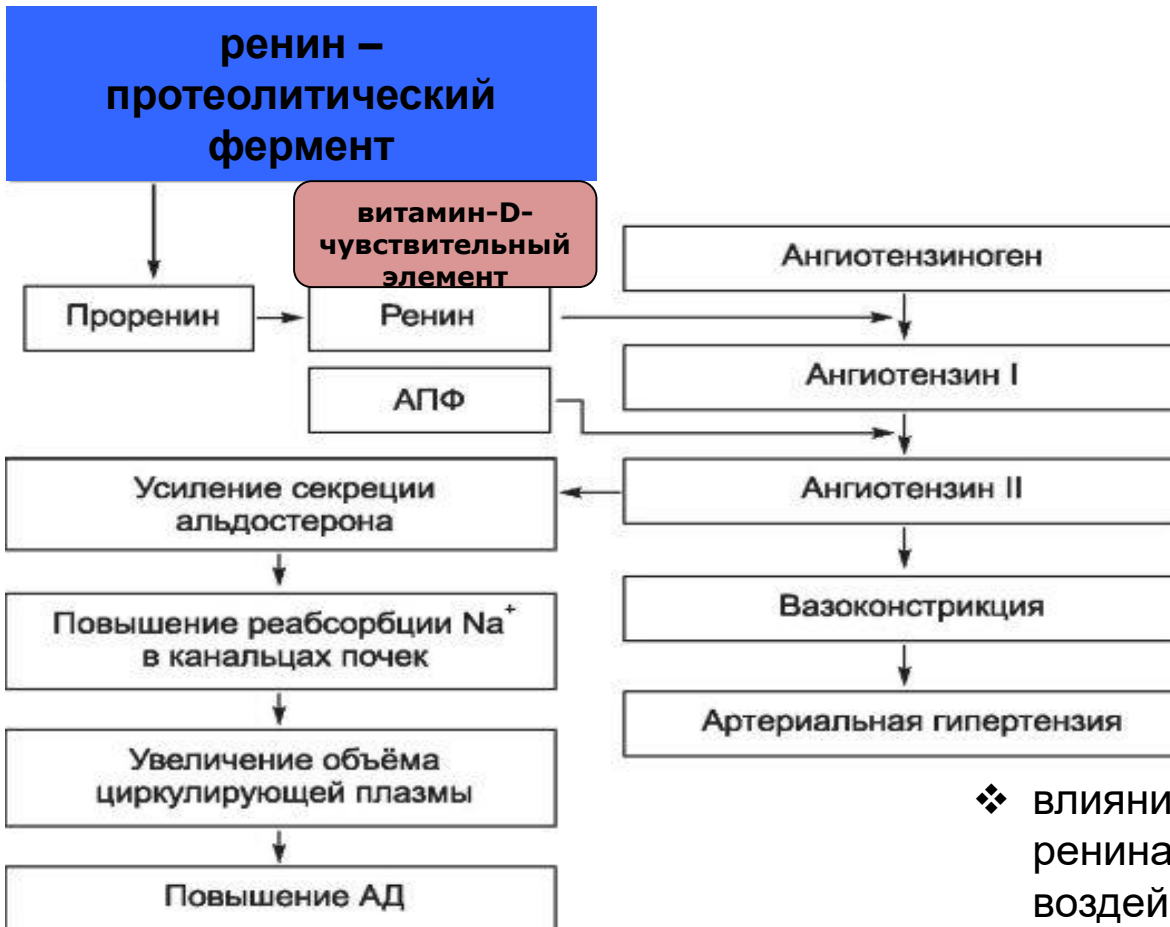 ренин –
протеолитический
фермент
витамин-D-
чувствительный
элемент
Ангиотензиноген
Проренин
Ренин
Ангиотензин I
АПФ
Усиление секреции
альдостерона
Ангиотензин II
Повышение реабсорбции Na⁺
в канальцах почек
Вазоконстрикция
Артериальная гипертензия
Увеличение объёма
циркулирующей плазмы
Повышение АД
❖ влияни
ренина
воздей